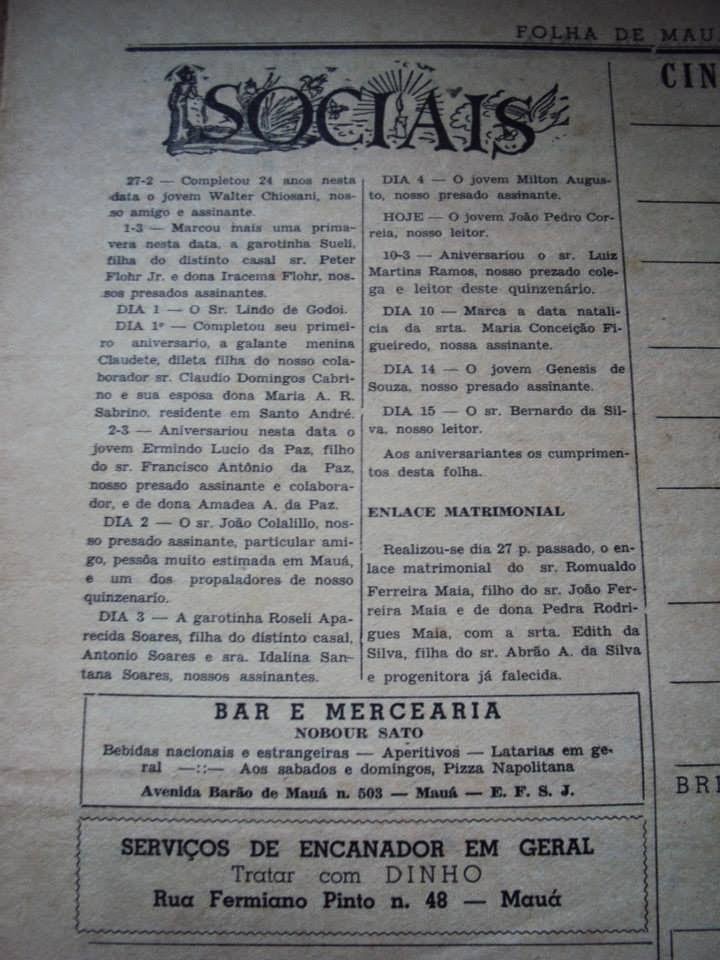 FOLHA DE MAU
SOCIAIS
27-2 — Completou 24 anos nesta
data o jovem Walter Chiosani, nos-
so amigo e assinante.
1-3 — Marcou mais uma prima-
vera nesta data, a garotinha Sueli,
filha do distinto casal sr. Peter
Flohr Jr. e dona Iracema Flohr, nos-
sos presados assinantes.
DIA 1 — O Sr. Lindo de Godoi.
DIA 1º — Completou seu primei-
ro aniversario, a galante menina
Claudete, dileta filha do nosso cola-
borador sr. Claudio Domingos Cabri-
no e sua esposa dona Maria A. R.
Sabrino, residente em Santo André.
2-3 — Aniversariou nesta data o
jovem Ermindo Lucio da Paz, filho
do sr. Francisco Antônio da Paz,
nosso presado assinante e colabora-
dor, e de dona Amadea A. da Paz.
DIA 2 — O sr. João Colalillo, nos-
so presado assinante, particular ami-
go, pessôa muito estimada em Mauá,
e um dos propaladores de nosso
quinzenario.
DIA 3 — A garotinha Roseli Apa-
recida Soares, filha do distinto casal,
Antonio Soares e sra. Idalina San-
tana Soares, nossos assinantes.
DIA 4 — O jovem Milton Augus-
to, nosso presado assinante.
HOJE — O jovem João Pedro Cor-
reia, nosso leitor.
10-3 — Aniversariou o sr. Luiz
Martins Ramos, nosso prezado cole-
ga e leitor deste quinzenário.
DIA 10 — Marca a data natali-
cia da srta. Maria Conceição Fi-
gueiredo, nossa assinante.
DIA 14 — O jovem Genesis de
Souza, nosso presado assinante.
DIA 15 — O sr. Bernardo da Sil-
va, nosso leitor.
Aos aniversariantes os cumprimen-
tos desta folha.
ENLACE MATRIMONIAL
Realizou-se dia 27 p. passado, o en-
lace matrimonial do sr. Romualdo
Ferreira Maia, filho do sr. João Fer-
reira Maia e de dona Pedra Rodri-
gues Maia, com a srta. Edith da
Silva, filha do sr. Abrão A. da Silva
e progenitora já falecida.
CIN
BRI
BAR E MERCEARIA
NOBOUR SATO
Bebidas nacionais e estrangeiras — Aperitivos — Latarias em ge-
ral —::— Aos sabados e domingos, Pizza Napolitana
Avenida Barão de Mauá n. 503 — Mauá — E. F. S. J.
SERVIÇOS DE ENCANADOR EM GERAL
Tratar com DINHO
Rua Fermiano Pinto n. 48 — Mauá